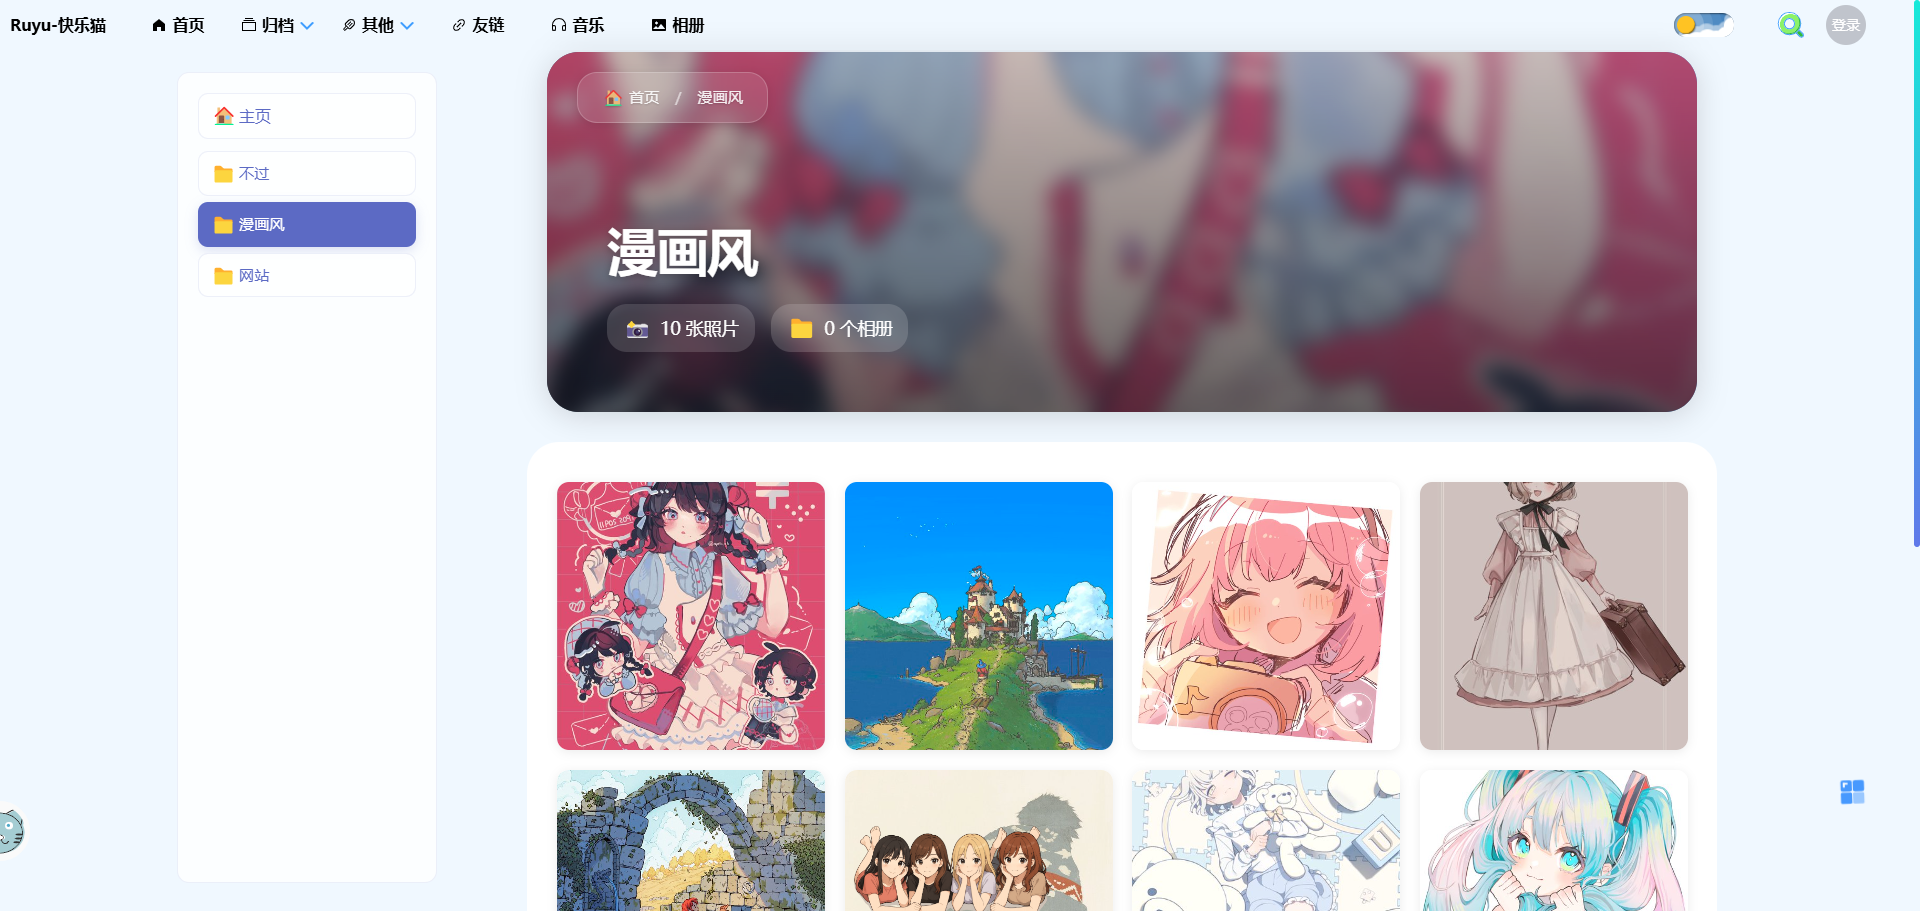 Ruyu-快乐猫 首页 归档 其他 友链 音乐 相册 登录
主页
不过
漫画风
网站
首页 / 漫画风
漫画风
10 张照片 0 个相册
U